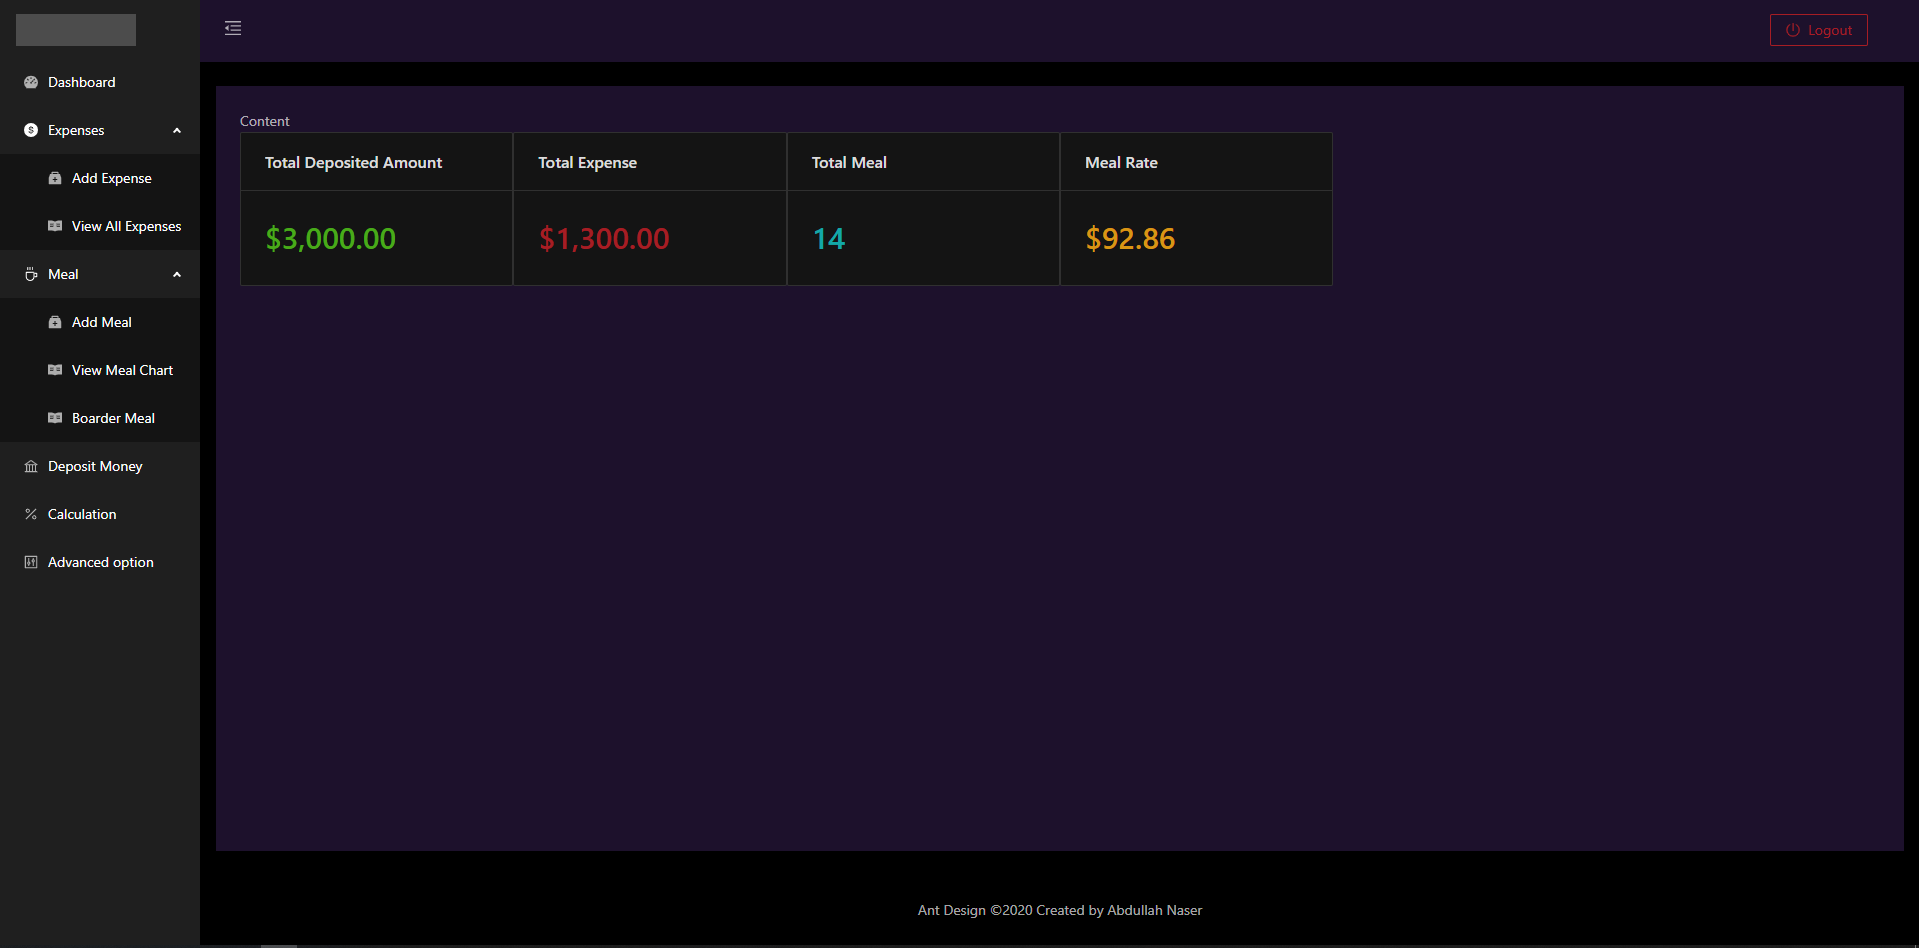 Dashboard
Expenses
Add Expense
View All Expenses
Meal
Add Meal
View Meal Chart
Boarder Meal
Deposit Money
Calculation
Advanced option
Logout
Content
Total Deposited Amount
$3,000.00
Total Expense
$1,300.00
Total Meal
14
Meal Rate
$92.86
Ant Design ©2020 Created by Abdullah Naser